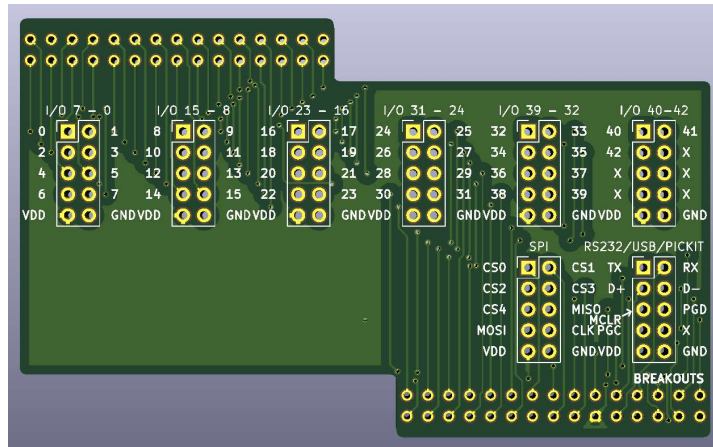 I/O 7 - 0 I/O 15 - 8 I/O 23 - 16 I/O 31 - 24 I/O 39 - 32 I/O 40-42
0 1 8 9 16 17 24 25 32 33 40 41
2 3 10 11 18 19 26 27 34 35 42 X
4 5 12 13 20 21 28 29 36 37 X X
6 7 14 15 22 23 30 31 38 39 X X
VDD GND VDD GND VDD GND VDD GND VDD GND VDD GND
SPI RS232/USB/PICKIT
CS0 CS1 TX RX
CS2 CS3 D+ D-
CS4 MISO MCLR PGD
MOSI CLK PGC X
VDD GND VDD GND
BREAKOUTS